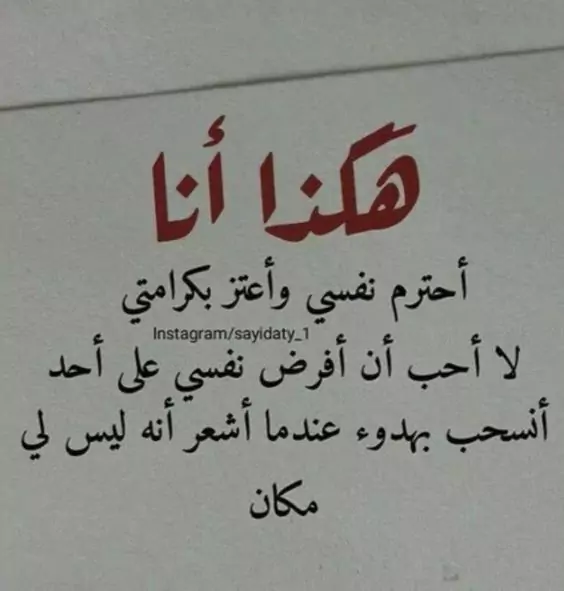 هكذا أنا
أحترم نفسي وأعتز بكرامتي
Instagram/sayidaty_1
لا أحب أن أفرض نفسي على أحد
أنسحب بهدوء عندما أشعر أنه ليس لي
مكان